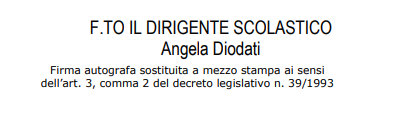 F.TO IL DIRIGENTE SCOLASTICO
Angela Diodati
Firma autografa sostituita a mezzo stampa ai sensi
dell'art. 3, comma 2 del decreto legislativo n. 39/1993